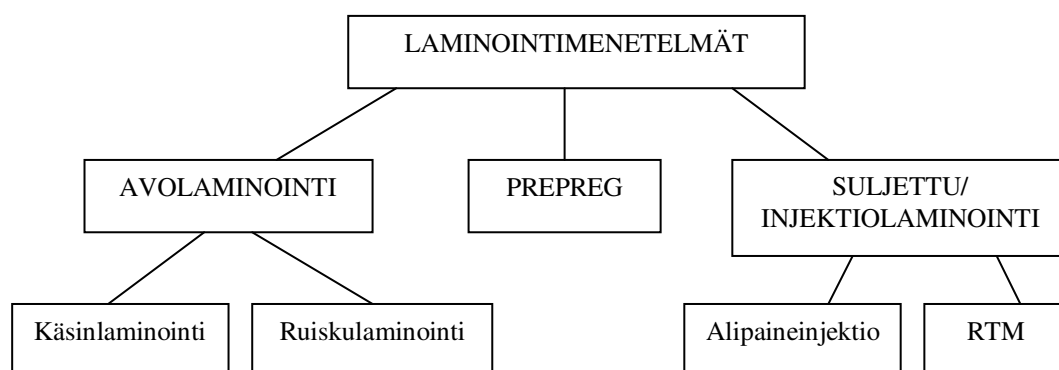 LAMINOINTIMENETELMÄT
AVOLAMINOINTI
PREPREG
SULJETTU/
INJEKTIOLAMINOINTI
Käsinlaminointi
Ruiskulaminointi
Alipaineinjektio
RTM